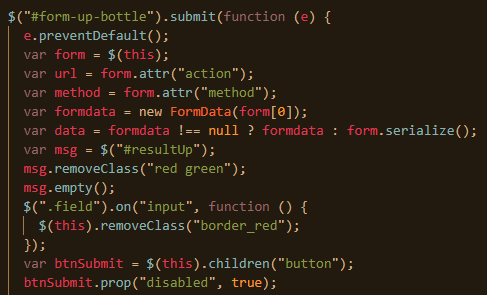 $("#form-up-bottle").submit(function (e) {
e.preventDefault();
var form = $(this);
var url = form.attr("action");
var method = form.attr("method");
var formdata = new FormData(form[0]);
var data = formdata !== null ? formdata : form.serialize();
var msg = $("#resultUp");
msg.removeClass("red green");
msg.empty();
$(".field").on("input", function () {
$(this).removeClass("border_red");
});
var btnSubmit = $(this).children("button");
btnSubmit.prop("disabled", true);